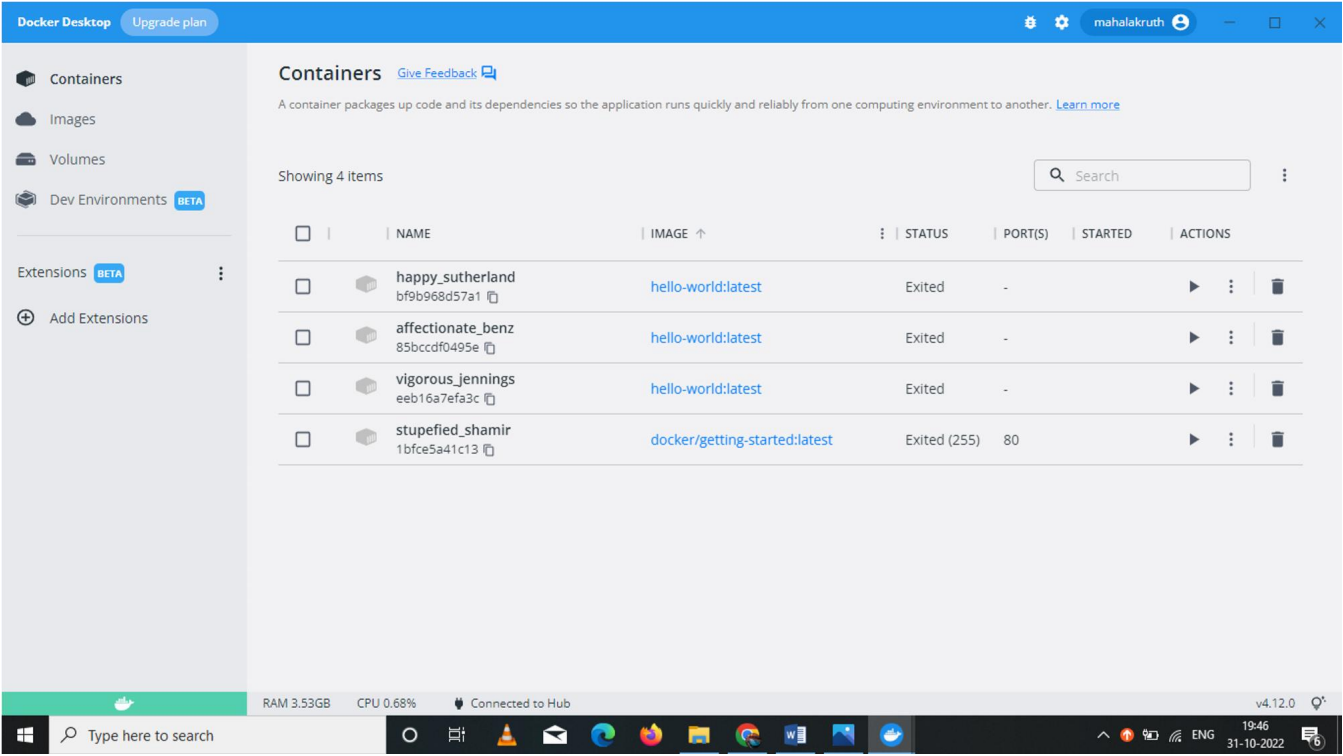 Docker Desktop Upgrade plan mahalakruth
Containers
Images
Volumes
Dev Environments BETA
Extensions BETA
Add Extensions
Containers Give Feedback
A container packages up code and its dependencies so the application runs quickly and reliably from one computing environment to another. Learn more
Showing 4 items Search
NAME IMAGE STATUS PORT(S) STARTED ACTIONS
happy_sutherland hello-world:latest Exited -
bf9b968d57a1
affectionate_benz hello-world:latest Exited -
85bccdf0495e
vigorous_jennings hello-world:latest Exited -
eeb16a7efa3c
stupefied_shamir docker/getting-started:latest Exited (255) 80
1bfce5a41c13
RAM 3.53GB CPU 0.68% Connected to Hub v4.12.0
Type here to search ENG 19:46
31-10-2022 6